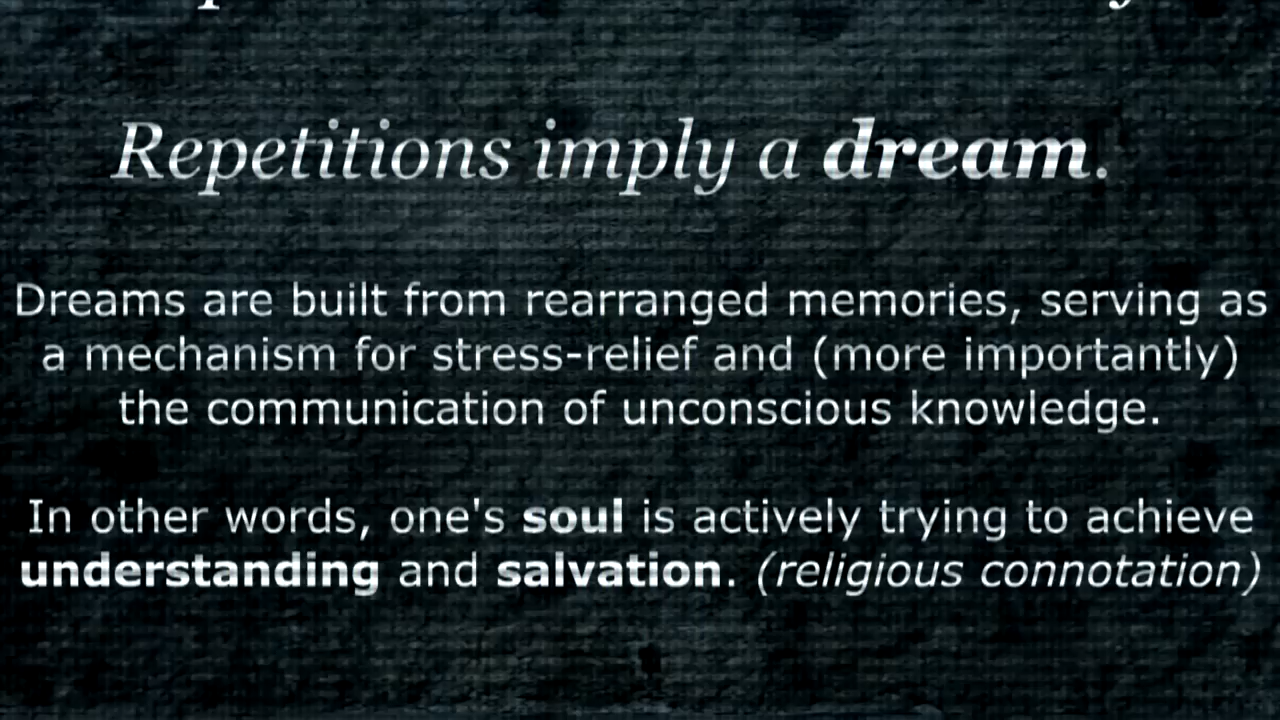 Repetitions imply a dream.
Dreams are built from rearranged memories, serving as
a mechanism for stress-relief and (more importantly)
the communication of unconscious knowledge.
In other words, one's soul is actively trying to achieve
understanding and salvation. (religious connotation)